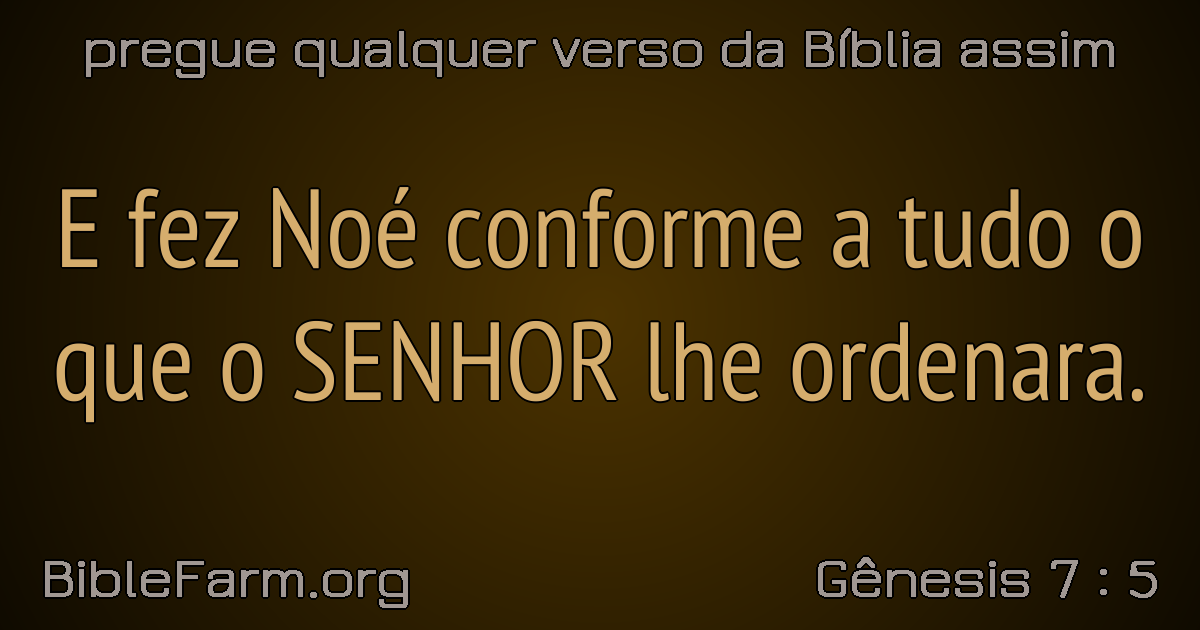 pregue qualquer verso da Bíblia assim
E fez Noé conforme a tudo o
que o SENHOR lhe ordenara.
BibleFarm.org
Gênesis 7 : 5